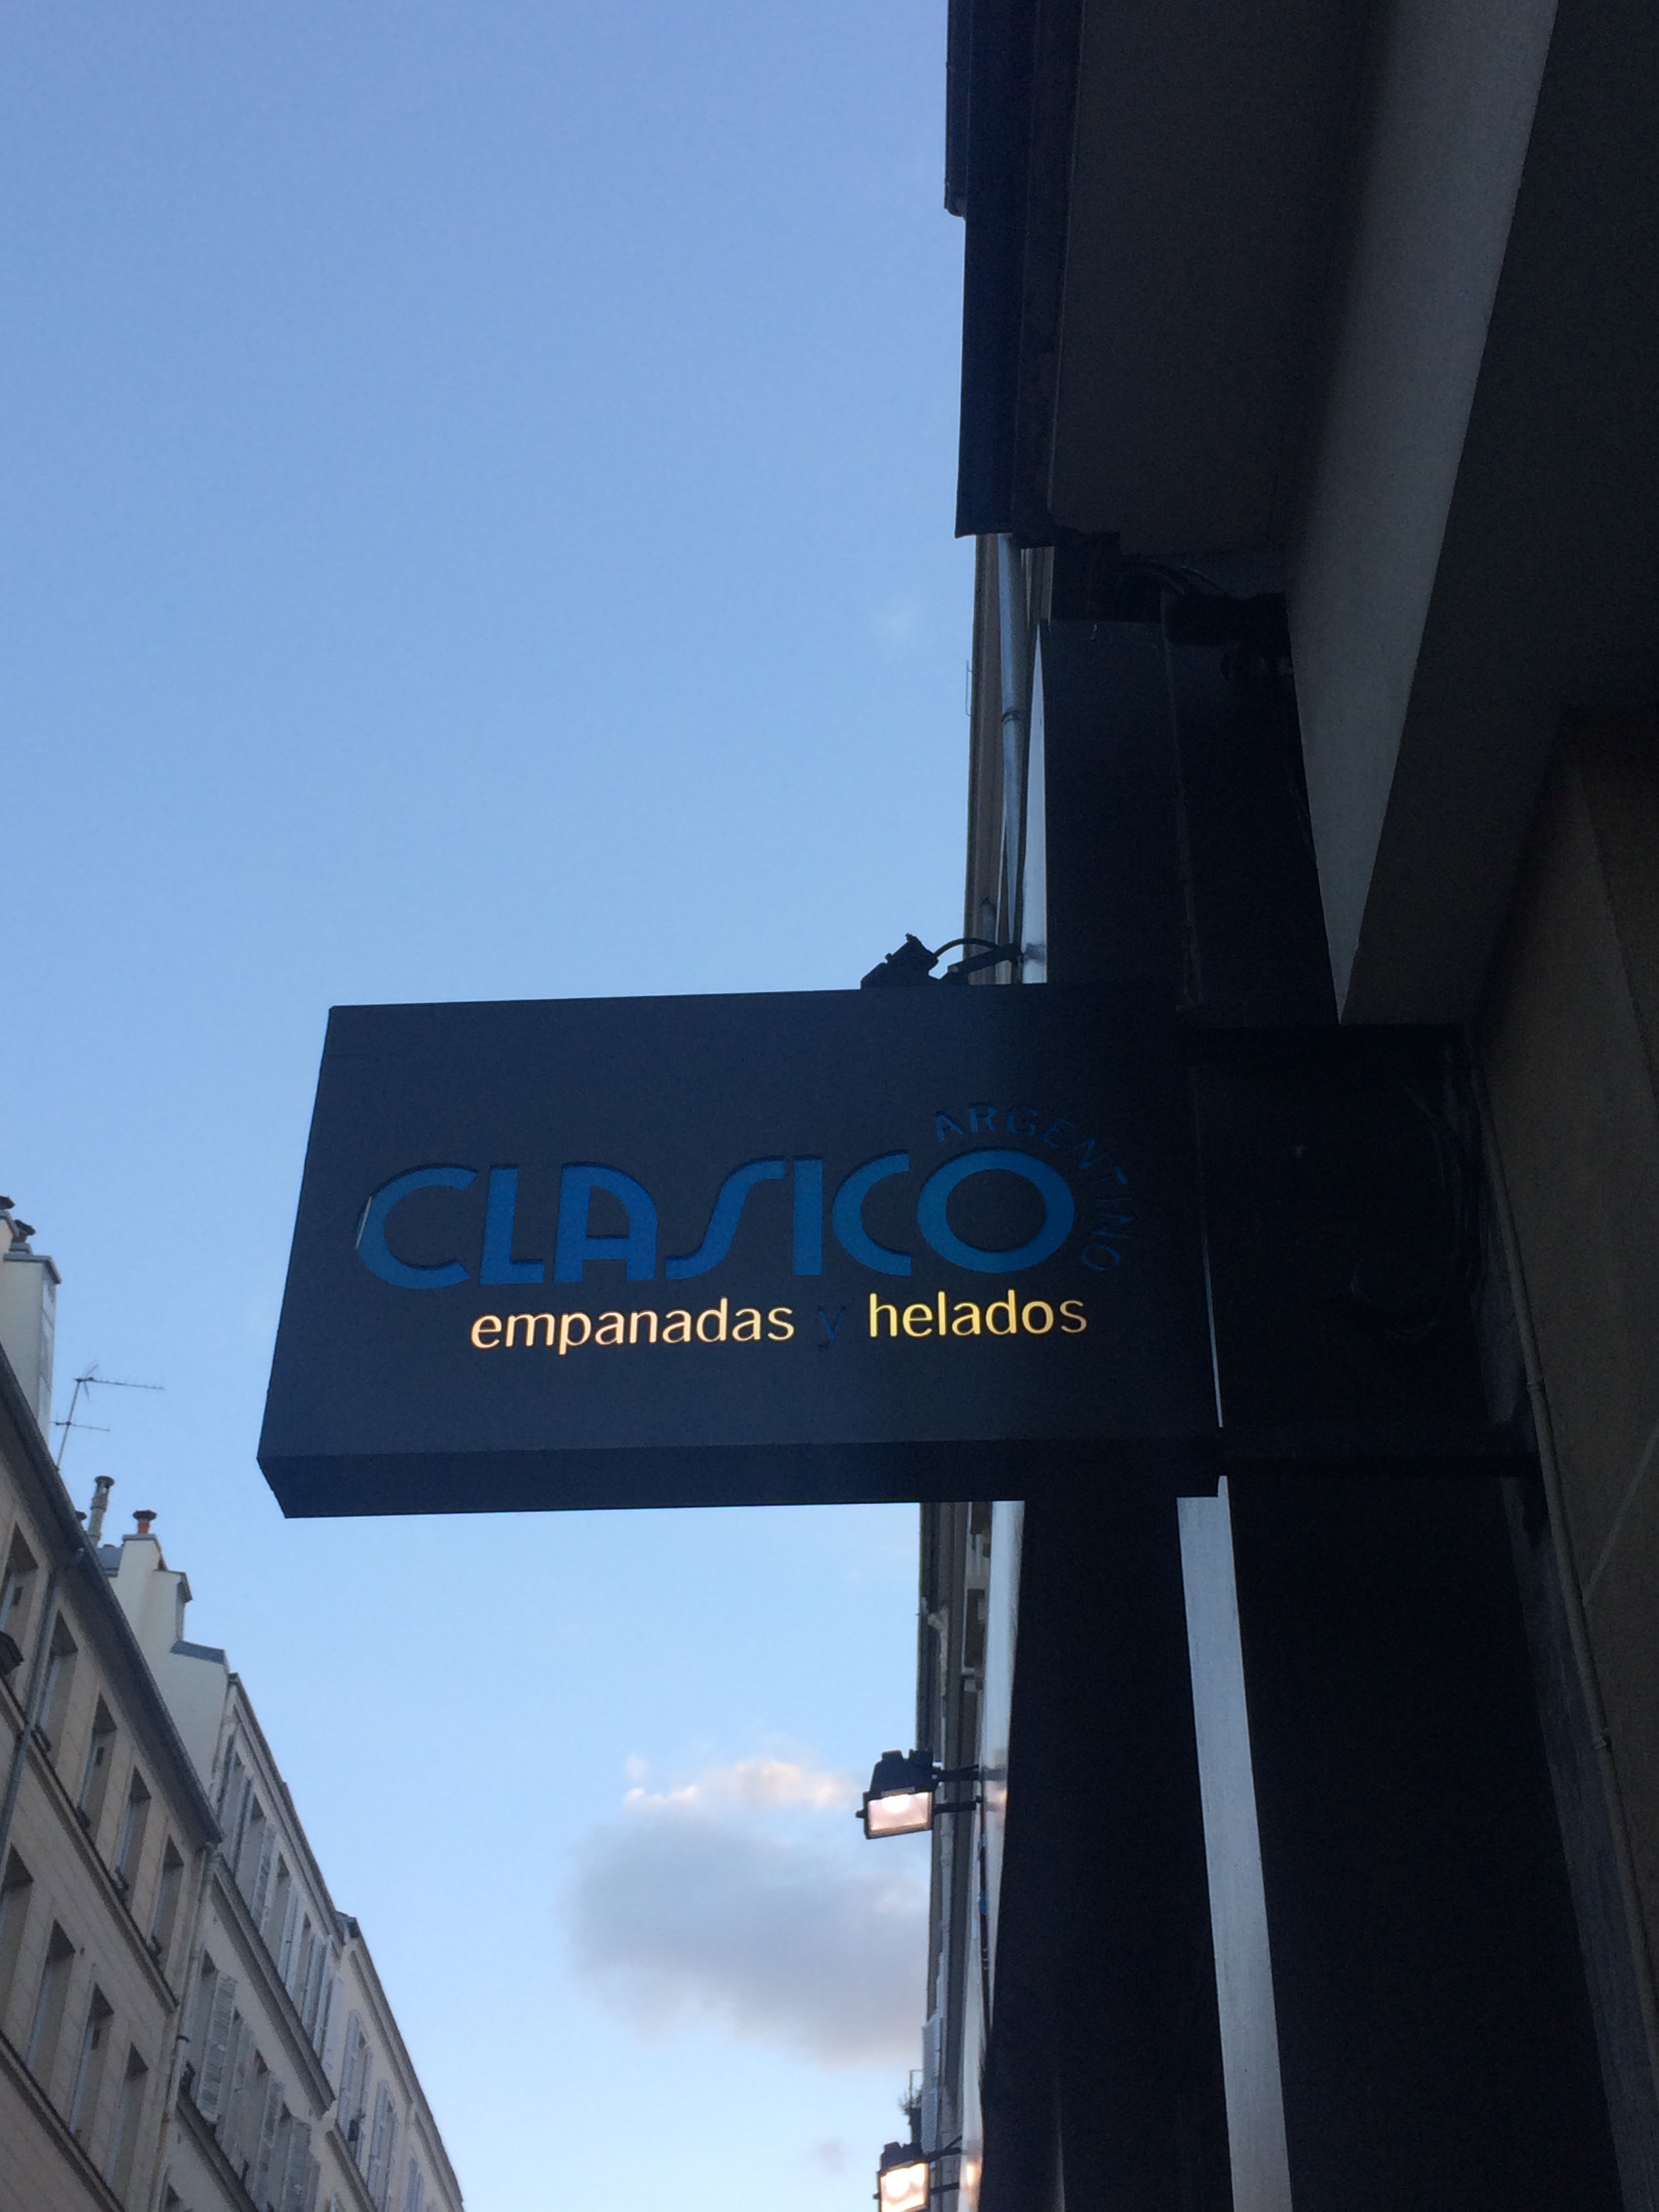 CLASICO
ARGENTINO
empanadas y helados